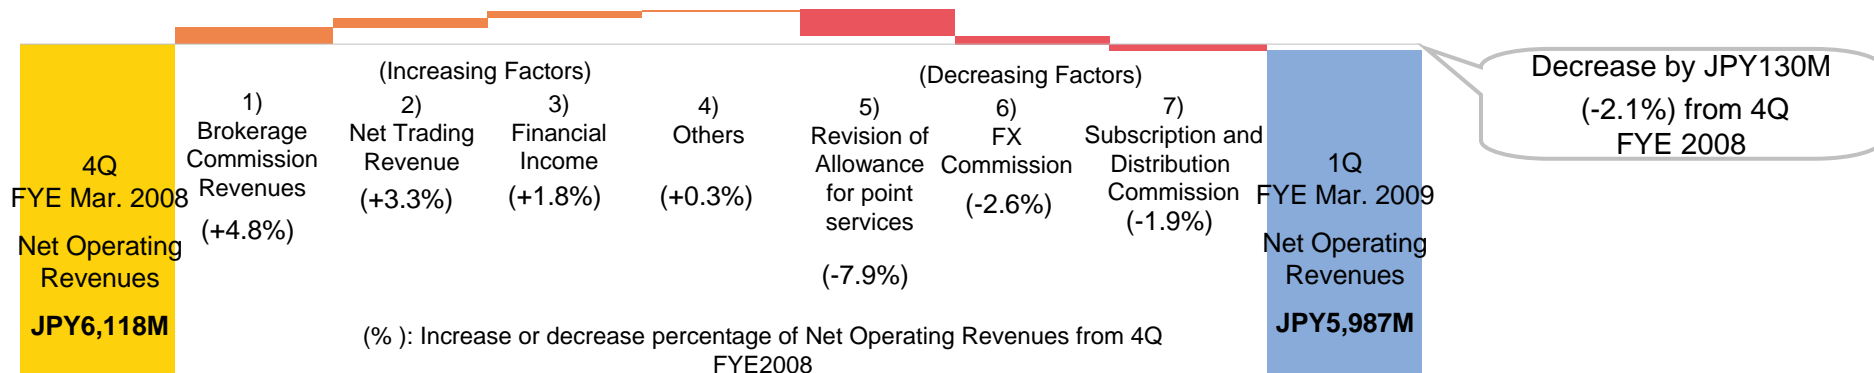 4Q
FYE Mar. 2008
Net Operating
Revenues
JPY6,118M
(Increasing Factors)
1)
Brokerage
Commission
Revenues
(+4.8%)
2)
Net Trading
Revenue
(+3.3%)
3)
Financial
Income
(+1.8%)
4)
Others
(+0.3%)
(Decreasing Factors)
5)
Revision of
Allowance
for point
services
(-7.9%)
6)
FX
Commission
(-2.6%)
7)
Subscription and
Distribution
Commission
(-1.9%)
1Q
FYE Mar. 2009
Net Operating
Revenues
JPY5,987M
Decrease by JPY130M
(-2.1%) from 4Q
FYE 2008
(% ): Increase or decrease percentage of Net Operating Revenues from 4Q
FYE2008